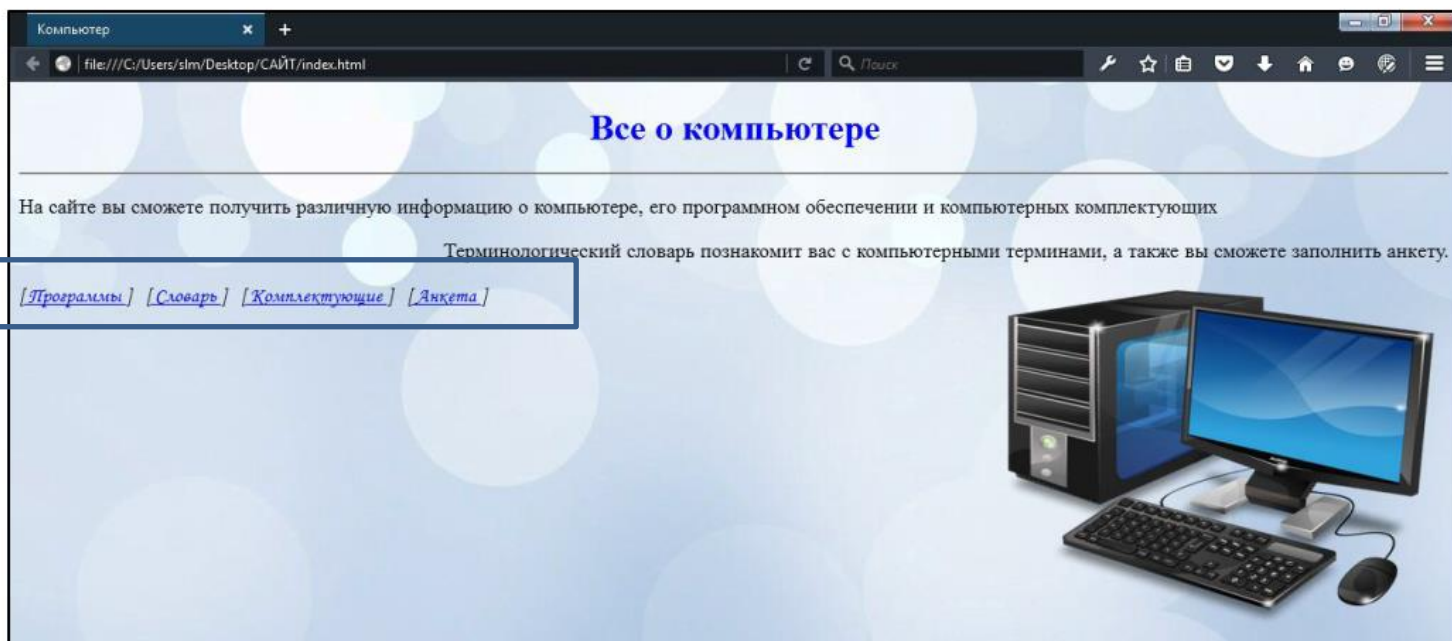 Компьютер
file:///C:/Users/slm/Desktop/САЙТ/index.html
Поиск
Все о компьютере
На сайте вы сможете получить различную информацию о компьютере, его программном обеспечении и компьютерных комплектующих
Терминологический словарь познакомит вас с компьютерными терминами, а также вы сможете заполнить анкету.
[Программы ] [Словарь ] [Комплектующие ] [Анкета ]